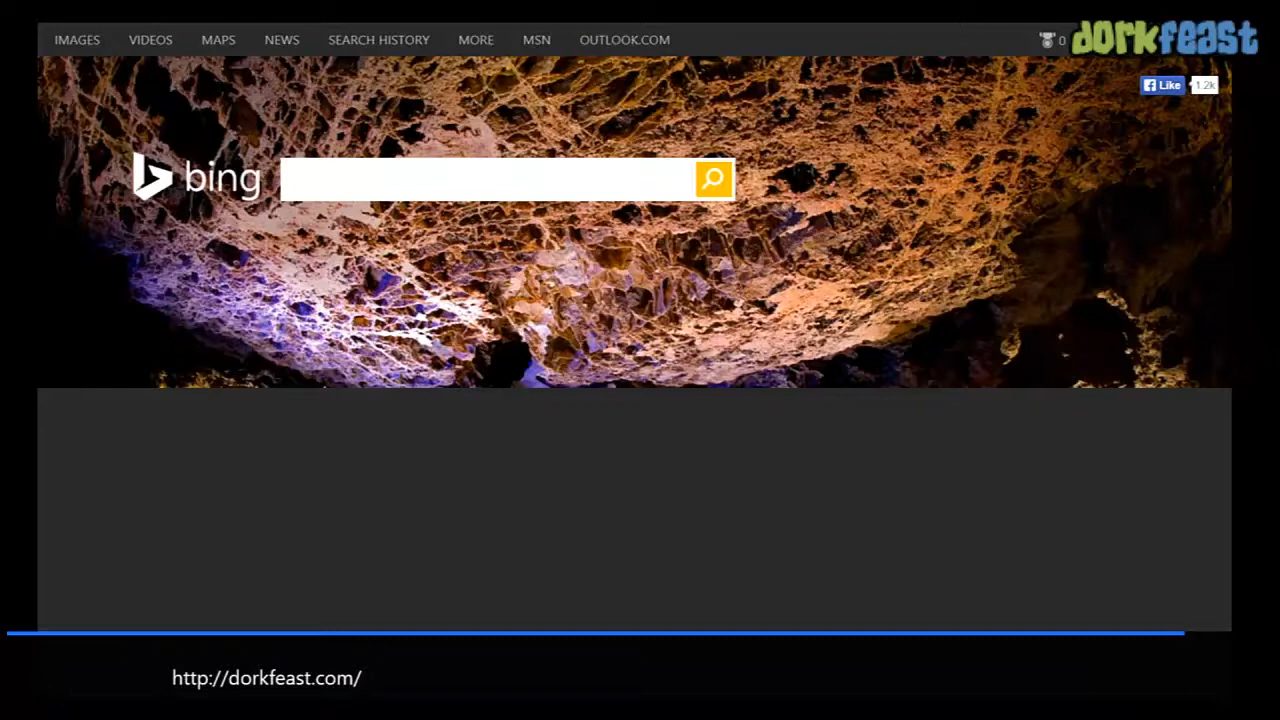 IMAGES VIDEOS MAPS NEWS SEARCH HISTORY MORE MSN OUTLOOK.COM 0 dorkfeast
Like 1.2k
bing
http://dorkfeast.com/